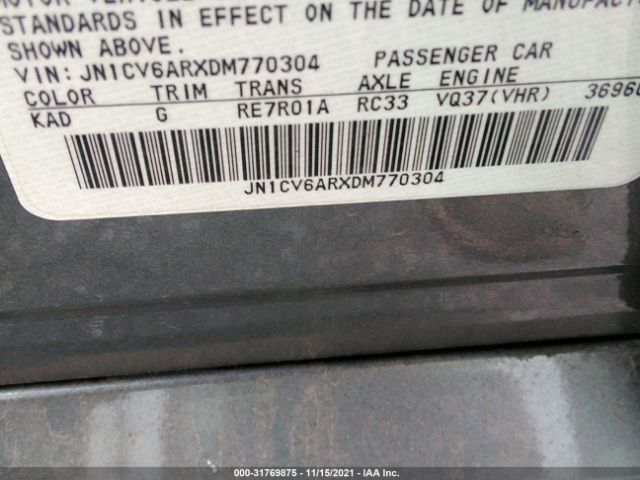 STANDARDS IN EFFECT ON THE DATE OF MANUFACT
SHOWN ABOVE.
VIN: JN1CV6ARXDM770304 PASSENGER CAR
COLOR TRIM TRANS AXLE ENGINE
KAD G RE7R01A RC33 VQ37(VHR) 3696
JN1CV6ARXDM770304
000-31769875 - 11/15/2021 - IAA Inc.